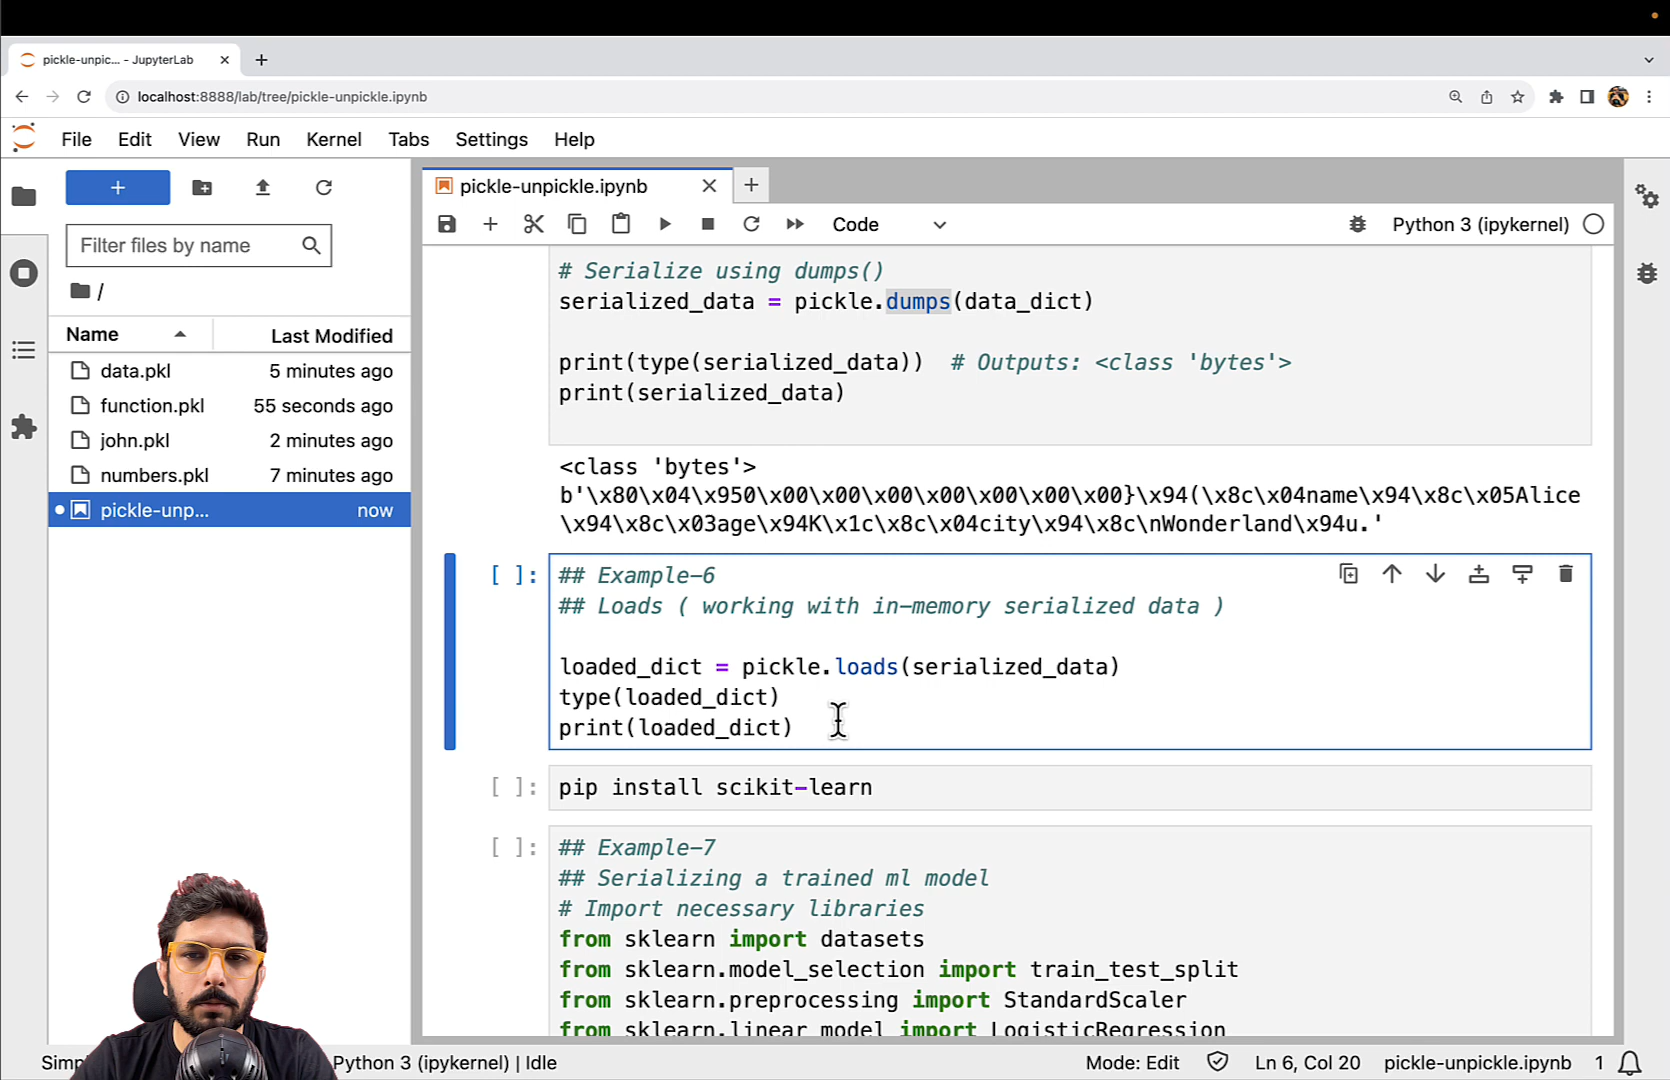 pickle-unpic... - JupyterLab
localhost:8888/lab/tree/pickle-unpickle.ipynb
File Edit View Run Kernel Tabs Settings Help
pickle-unpickle.ipynb
Filter files by name
Code
Python 3 (ipykernel)
/
Name Last Modified
data.pkl 5 minutes ago
function.pkl 55 seconds ago
john.pkl 2 minutes ago
numbers.pkl 7 minutes ago
pickle-unp... now
# Serialize using dumps()
serialized_data = pickle.dumps(data_dict)
print(type(serialized_data))  # Outputs: <class 'bytes'>
print(serialized_data)
<class 'bytes'>
b'\x80\x04\x950\x00\x00\x00\x00\x00\x00\x00}\x94(\x8c\x04name\x94\x8c\x05Alice
\x94\x8c\x03age\x94K\x1c\x8c\x04city\x94\x8c\nWonderland\x94u.'
[ ]:
## Example-6
## Loads ( working with in-memory serialized data )
loaded_dict = pickle.loads(serialized_data)
type(loaded_dict)
print(loaded_dict)
[ ]:
pip install scikit-learn
[ ]:
## Example-7
## Serializing a trained ml model
# Import necessary libraries
from sklearn import datasets
from sklearn.model_selection import train_test_split
from sklearn.preprocessing import StandardScaler
from sklearn.linear_model import LogisticRegression
Python 3 (ipykernel) | Idle
Mode: Edit
Ln 6, Col 20
pickle-unpickle.ipynb
1